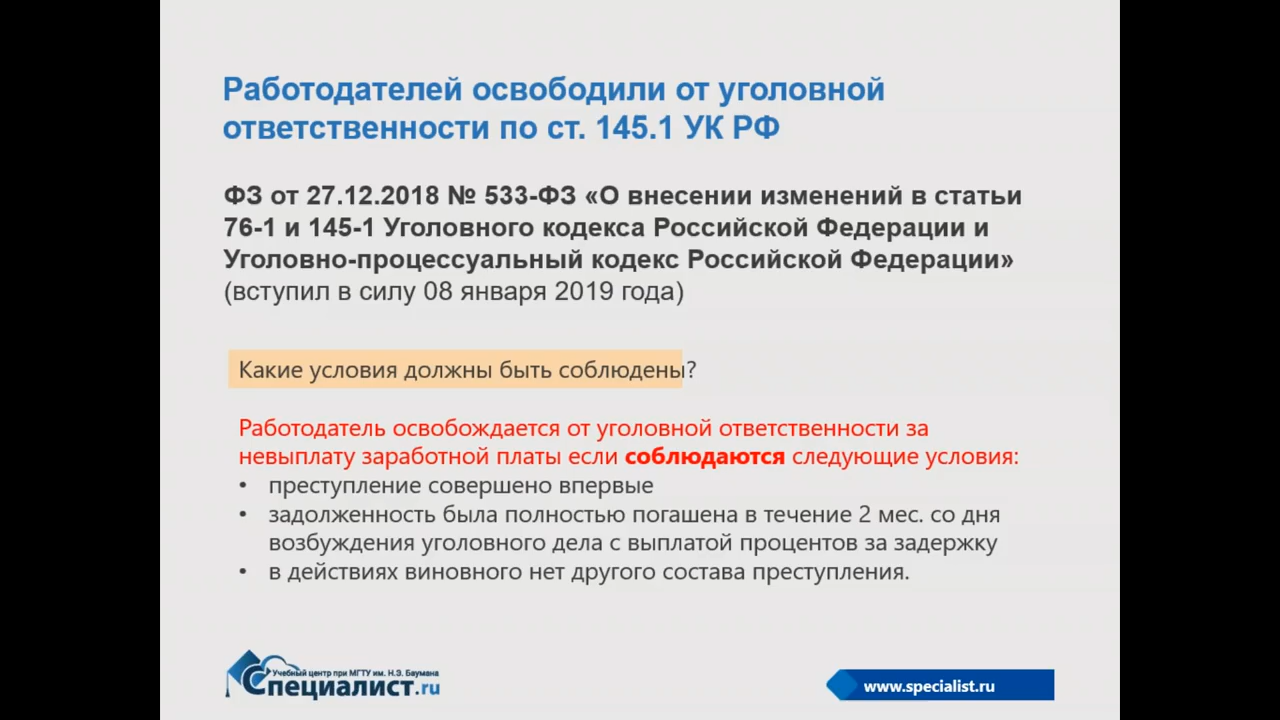 Работодателей освободили от уголовной
ответственности по ст. 145.1 УК РФ
ФЗ от 27.12.2018 № 533-ФЗ «О внесении изменений в статьи
76-1 и 145-1 Уголовного кодекса Российской Федерации и
Уголовно-процессуальный кодекс Российской Федерации»
(вступил в силу 08 января 2019 года)
Какие условия должны быть соблюдены?
Работодатель освобождается от уголовной ответственности за
невыплату заработной платы если соблюдаются следующие условия:
• преступление совершено впервые
• задолженность была полностью погашена в течение 2 мес. со дня
возбуждения уголовного дела с выплатой процентов за задержку
• в действиях виновного нет другого состава преступления.
Учебный центр при МГТУ им. Н.Э. Баумана
Специалист.ru
www.specialist.ru